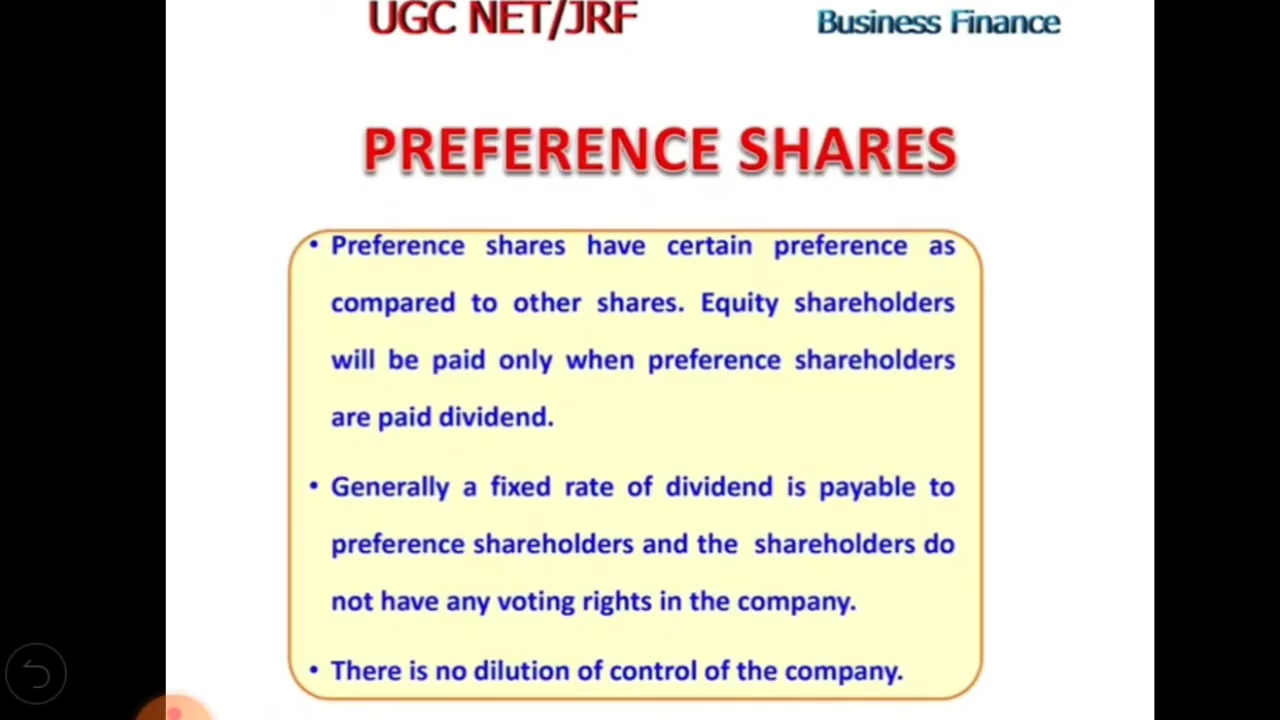 UGC NET/JRF
Business Finance
PREFERENCE SHARES
• Preference shares have certain preference as
compared to other shares. Equity shareholders
will be paid only when preference shareholders
are paid dividend.
• Generally a fixed rate of dividend is payable to
preference shareholders and the shareholders do
not have any voting rights in the company.
• There is no dilution of control of the company.